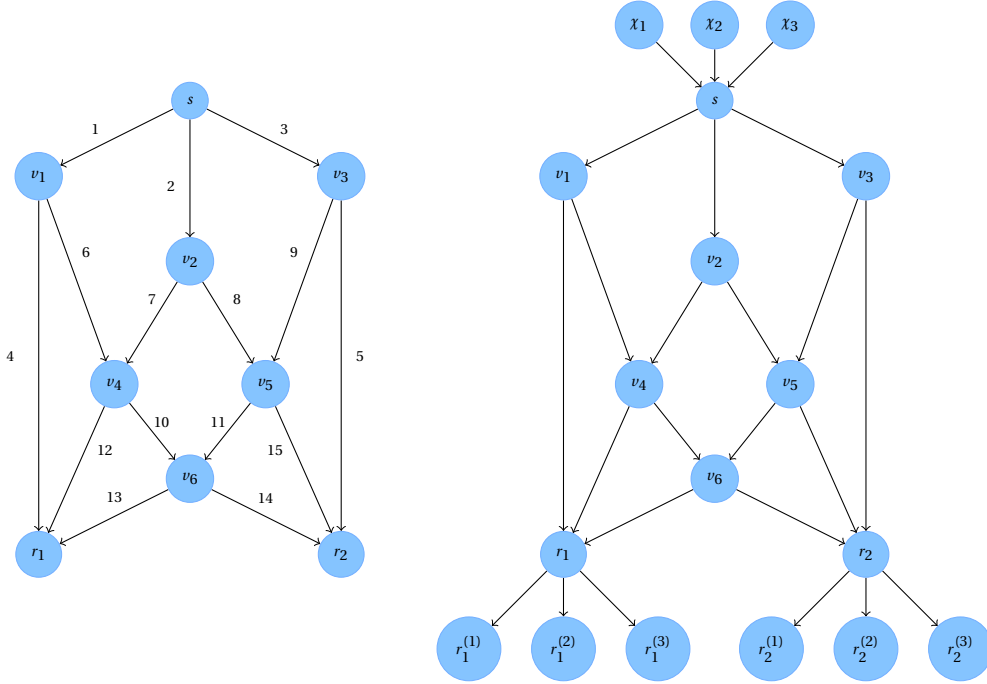 χ₁ χ₂ χ₃
s s
1 3
2
v₁ v₃ v₁ v₃
6 9
v₂ v₂
7 8
4 5
v₄ v₅ v₄ v₅
10 11
12 15
v₆ v₆
13 14
r₁ r₂ r₁ r₂
r₁⁽¹⁾ r₁⁽²⁾ r₁⁽³⁾ r₂⁽¹⁾ r₂⁽²⁾ r₂⁽³⁾